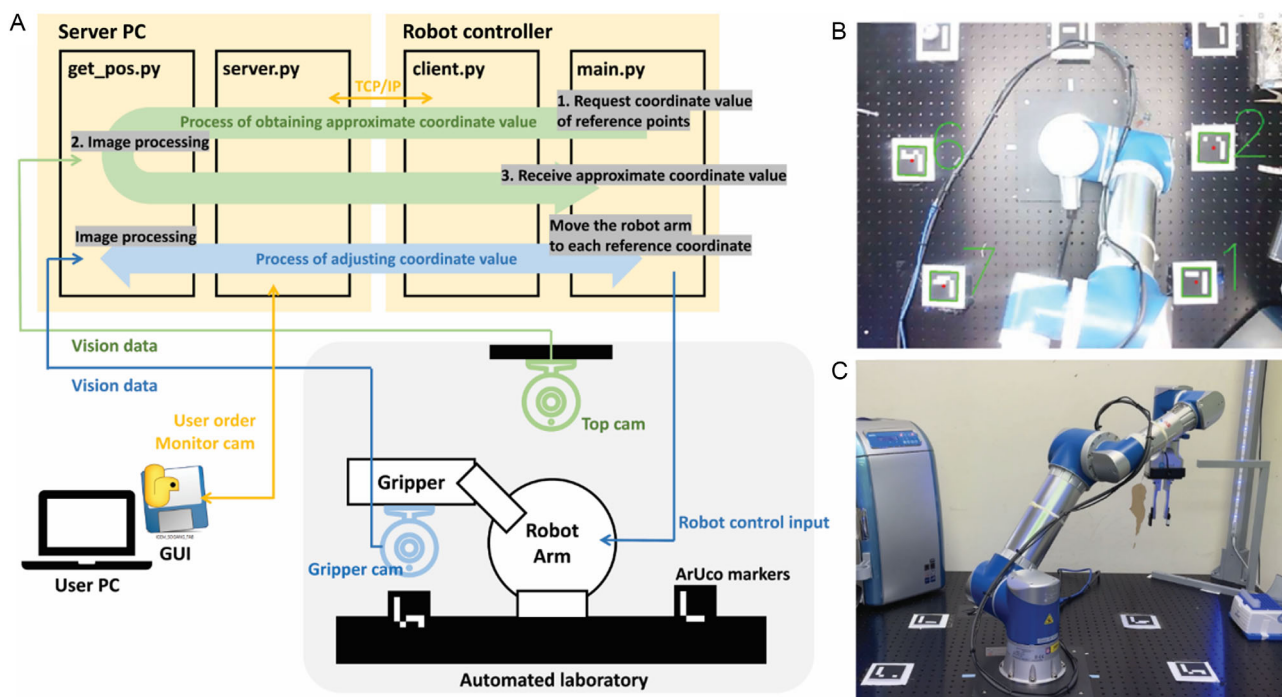 A
Server PC
Robot controller
get_pos.py
server.py
client.py
main.py
TCP/IP
1. Request coordinate value
of reference points
Process of obtaining approximate coordinate value
2. Image processing
3. Receive approximate coordinate value
Move the robot arm
to each reference coordinate
Image processing
Process of adjusting coordinate value
Vision data
Vision data
User order
Monitor cam
Top cam
Gripper
Robot
Arm
Robot control input
Gripper cam
ArUco markers
GUI
User PC
Automated laboratory
B
6
2
7
1
C